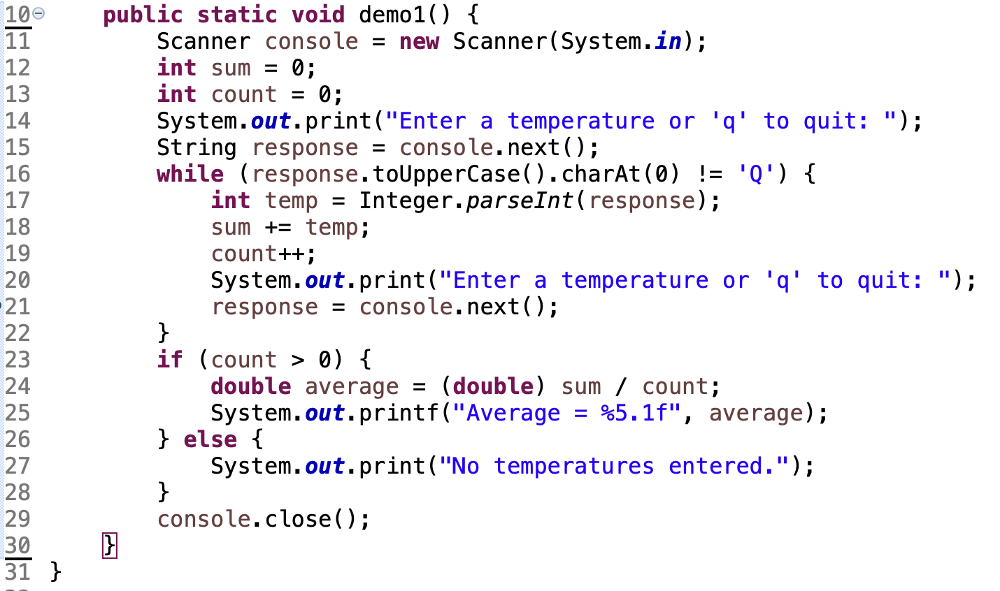 10 public static void demo1() {
11 Scanner console = new Scanner(System.in);
12 int sum = 0;
13 int count = 0;
14 System.out.print("Enter a temperature or 'q' to quit: ");
15 String response = console.next();
16 while (response.toUpperCase().charAt(0) != 'Q') {
17 int temp = Integer.parseInt(response);
18 sum += temp;
19 count++;
20 System.out.print("Enter a temperature or 'q' to quit: ");
21 response = console.next();
22 }
23 if (count > 0) {
24 double average = (double) sum / count;
25 System.out.printf("Average = %5.1f", average);
26 } else {
27 System.out.print("No temperatures entered.");
28 }
29 console.close();
30 }
31 }